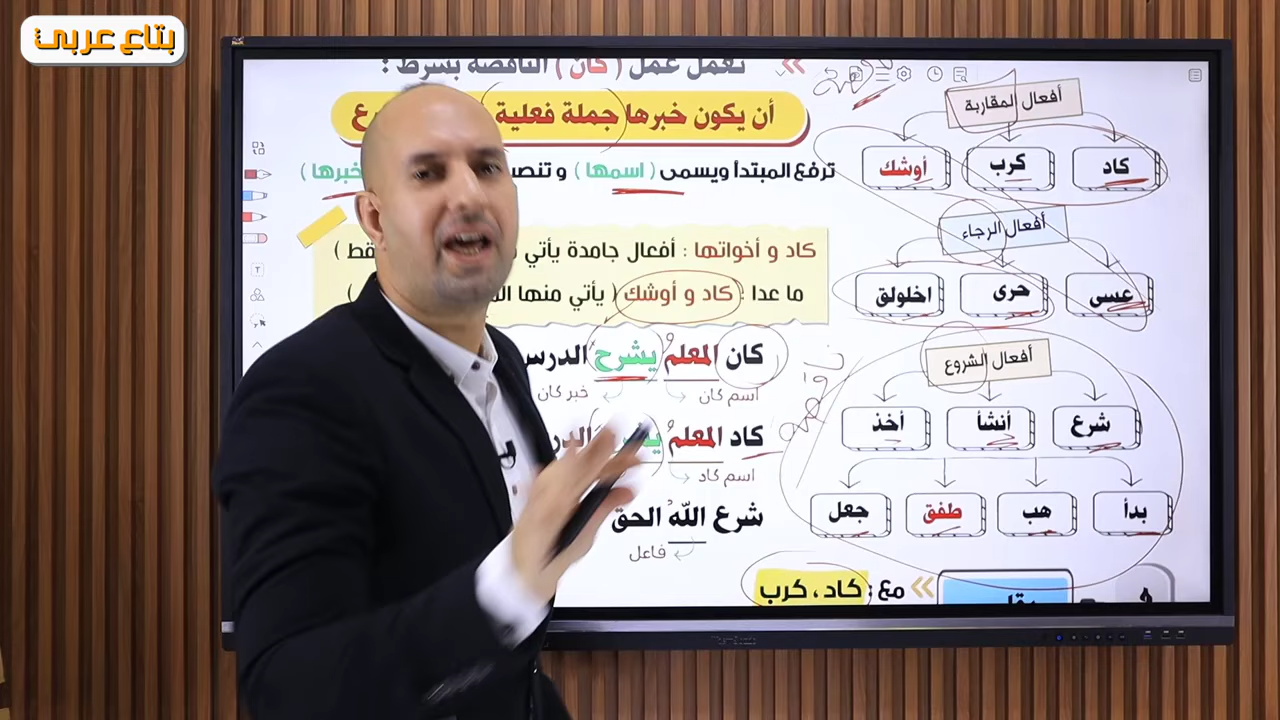 بتاع عربي
تعمل عمل ( كان ) الناقصة بشرط :
أن يكون خبرها جملة فعلية
ترفع المبتدأ ويسمى ( اسمها ) و تنصب خبرها )
كاد و أخواتها : أفعال جامدة يأتي
ما عدا : كاد و أوشك ( يأتي منها
كان المعلمُ يشرح الدرس
اسم كان
خبر كان
كاد المعلمُ
اسم كاد
شرع اللهُ الحق
فاعل
مع : كاد ، كرب
أفعال المقاربة
كاد
كرب
أوشك
أفعال الرجاء
عسى
حرى
اخلولق
أفعال الشروع
شرع
أنشأ
أخذ
بدأ
هب
طفق
جعل
ناقصة